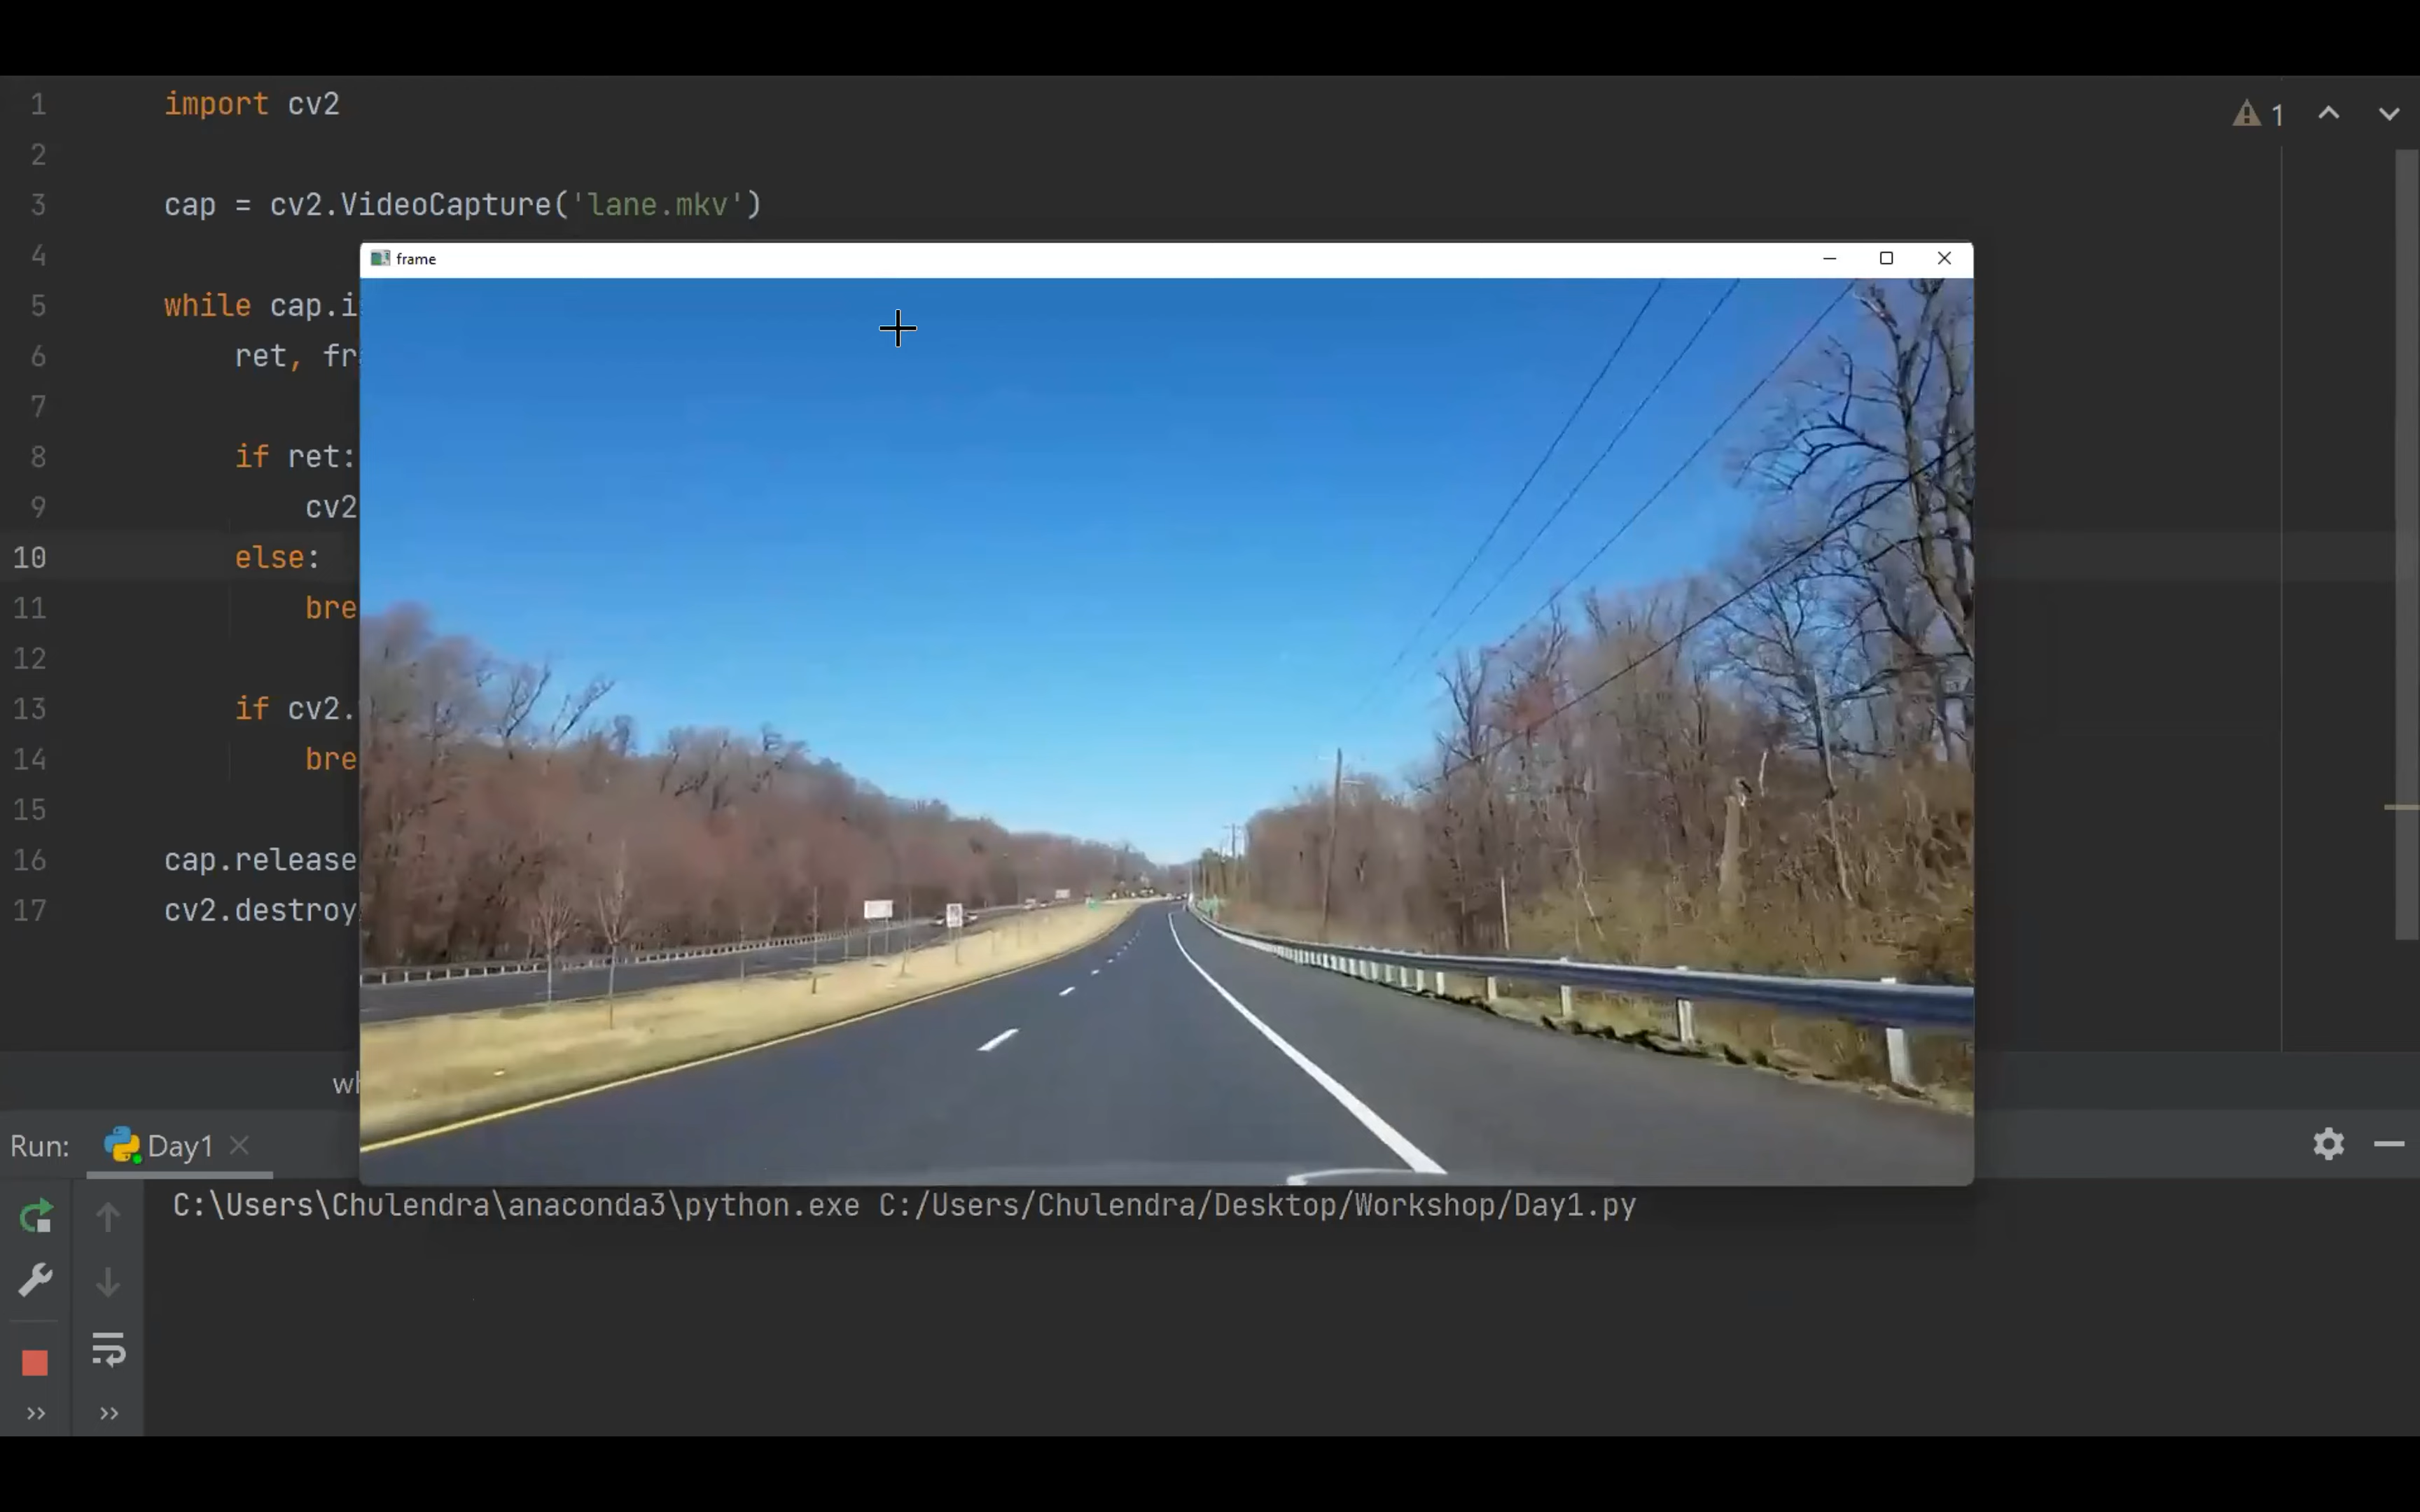 1 import cv2
2
3 cap = cv2.VideoCapture('lane.mkv')
4
5 while cap.i
6 ret, fr
7
8 if ret:
9 cv2
10 else:
11 bre
12
13 if cv2.
14 bre
15
16 cap.release
17 cv2.destroy
1
frame
wh
Run: Day1
C:\Users\Chulendra\anaconda3\python.exe C:/Users/Chulendra/Desktop/Workshop/Day1.py